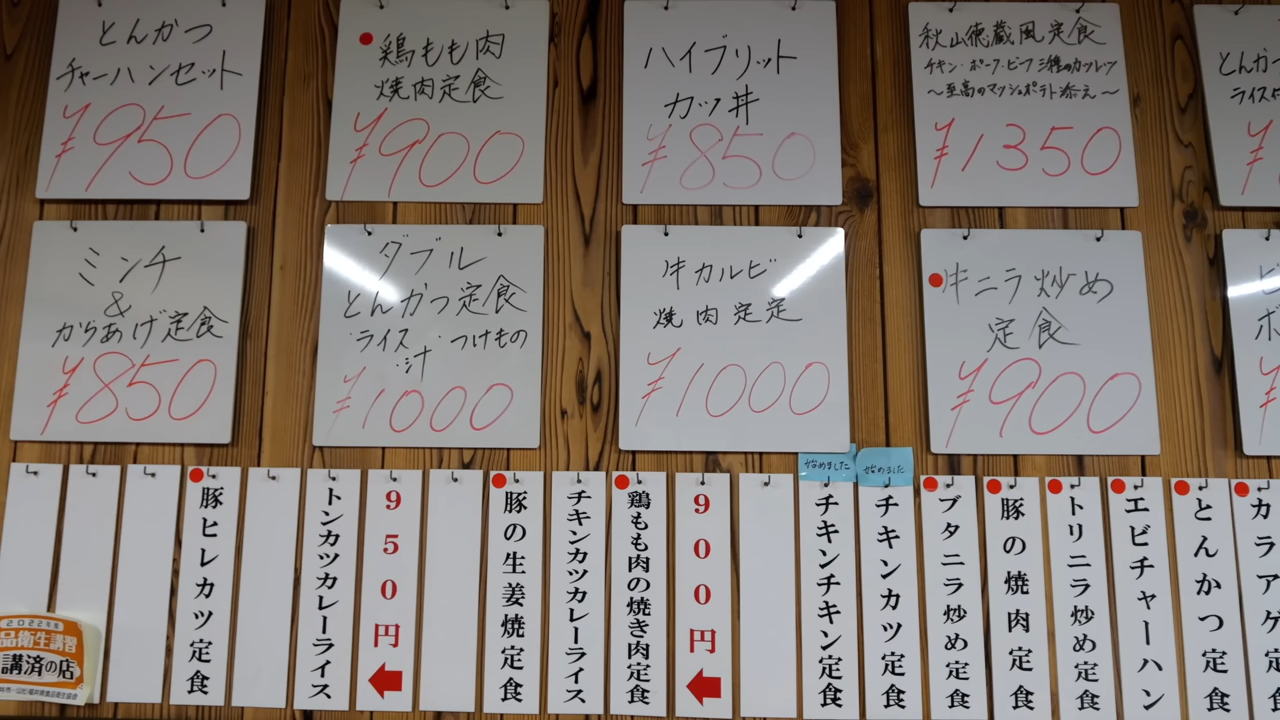 とんかつ
チャーハンセット
¥950
鶏もも肉
焼肉定食
¥900
ハイブリット
カツ丼
¥850
秋山徳蔵風定食
チキン・ポーク・ビーフ三種のカツレツ
～至高のマッシュポテト添え～
¥1350
とんかつ
ライス
ミンチ
&
からあげ定食
¥850
ダブル
とんかつ定食
・ライス・つけもの
・汁
¥1000
牛カルビ
焼肉定定
¥1000
牛ニラ炒め
定食
¥900
豚ヒレカツ定食
トンカツカレーライス
950円
豚の生姜焼定食
チキンカツカレーライス
鶏もも肉の焼き肉定食
900円
始めました
チキンチキン定食
始めました
チキンカツ定食
ブタニラ炒め定食
豚の焼肉定食
トリニラ炒め定食
エビチャーハン
とんかつ定食
カラアゲ定
2022年度
品衛生講習
講済の店